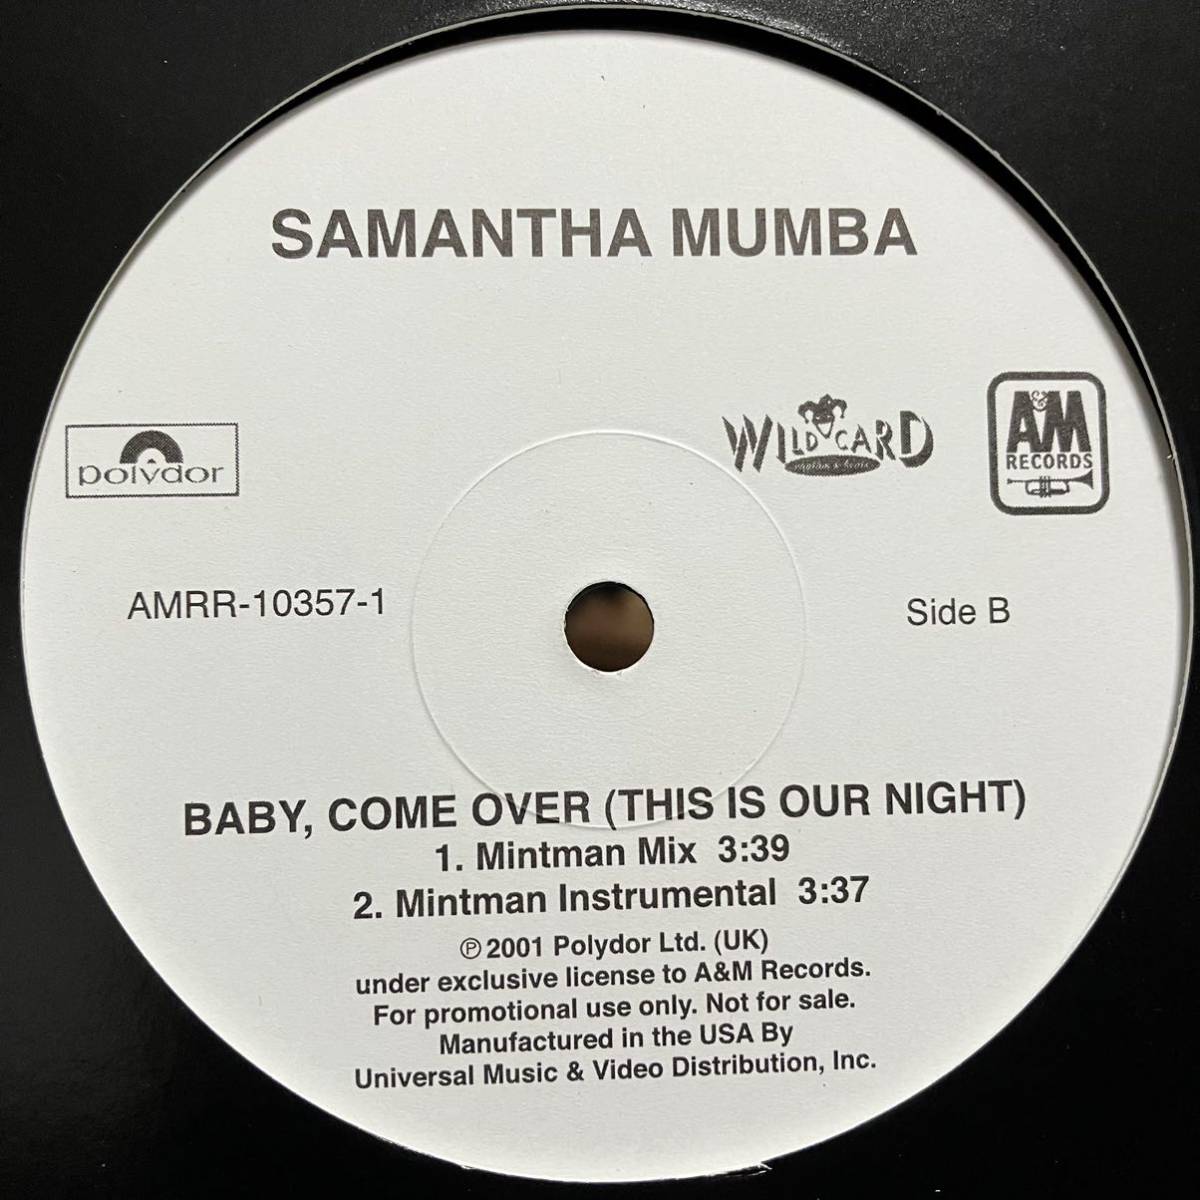 SAMANTHA MUMBA
polydor
WILDCARD
A&M
RECORDS
AMRR-10357-1
Side B
BABY, COME OVER (THIS IS OUR NIGHT)
1. Mintman Mix 3:39
2. Mintman Instrumental 3:37
℗ 2001 Polydor Ltd. (UK)
under exclusive license to A&M Records.
For promotional use only. Not for sale.
Manufactured in the USA By
Universal Music & Video Distribution, Inc.